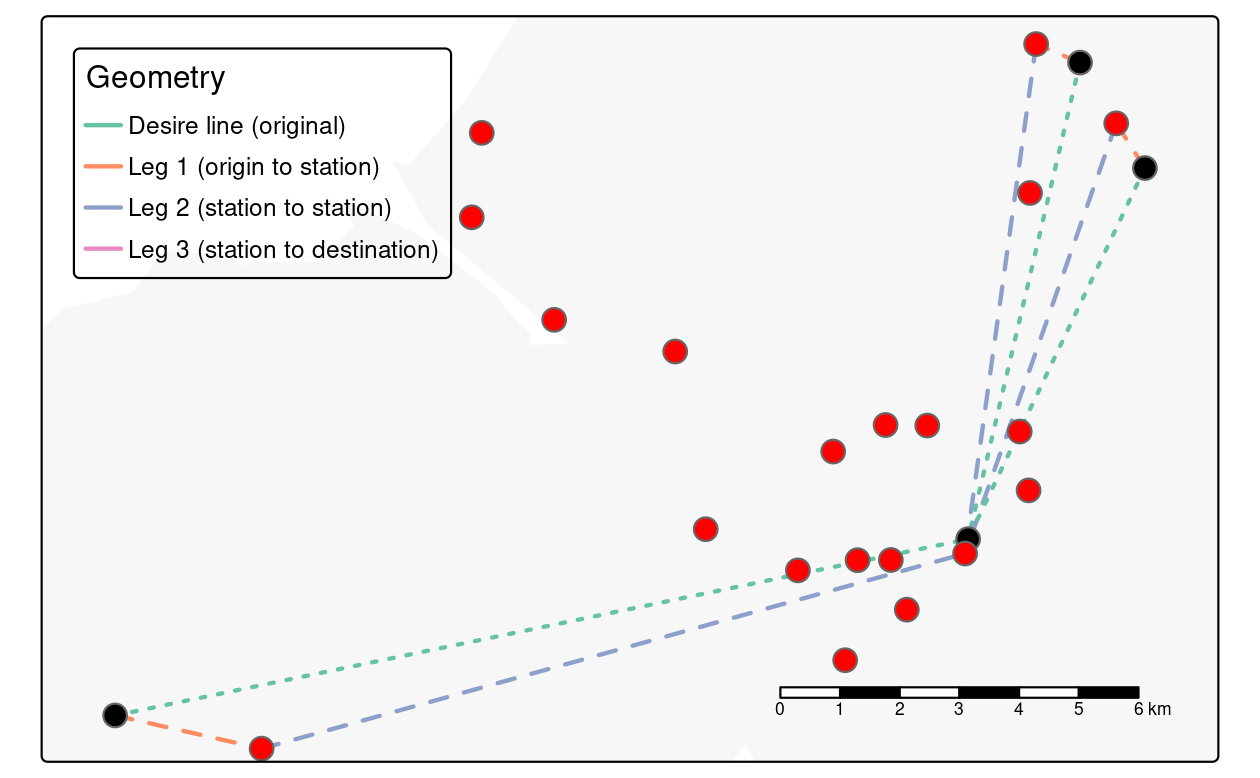 Geometry
Desire line (original)
Leg 1 (origin to station)
Leg 2 (station to station)
Leg 3 (station to destination)
0 1 2 3 4 5 6 km